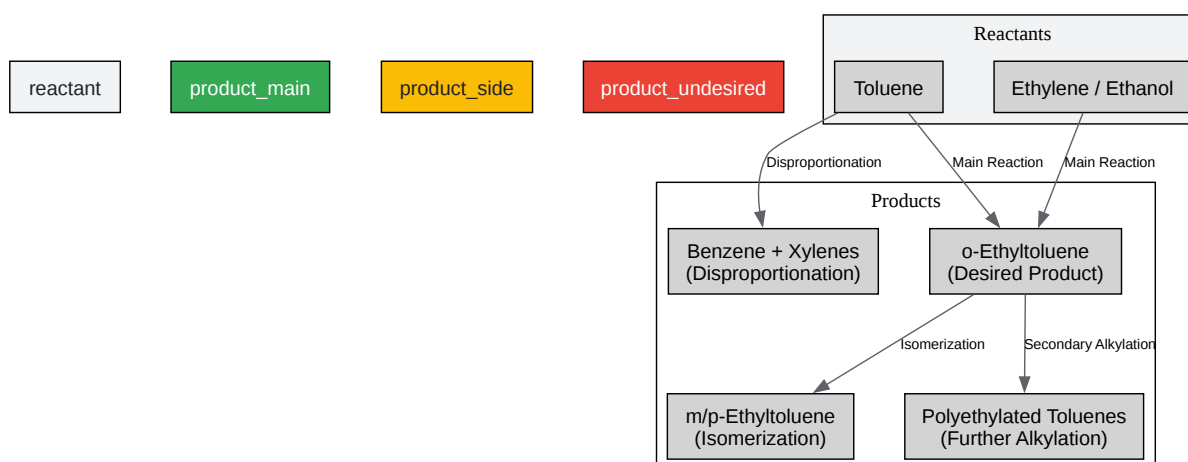 Reactants
reactant
product_main
product_side
product_undesired
Toluene
Ethylene / Ethanol
Disproportionation
Main Reaction
Main Reaction
Products
Benzene + Xylenes
(Disproportionation)
o-Ethyltoluene
(Desired Product)
Isomerization
Secondary Alkylation
m/p-Ethyltoluene
(Isomerization)
Polyethylated Toluenes
(Further Alkylation)